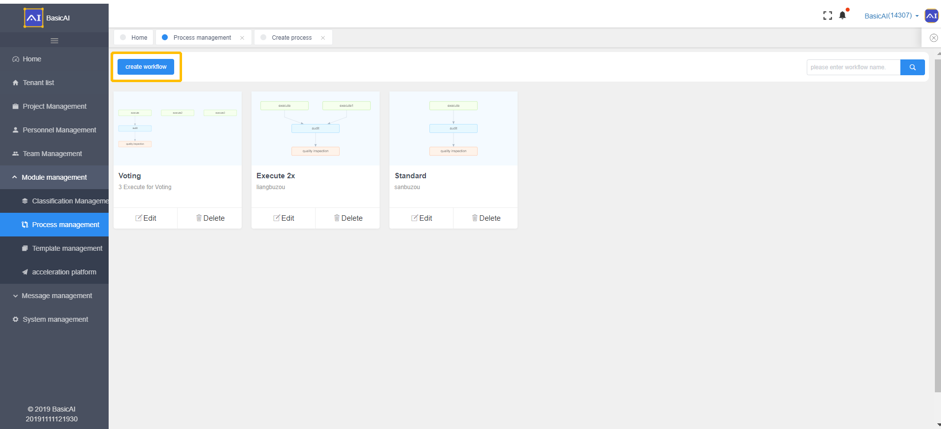 BasicAI
BasicAI(14307)
Home
Process management
Create process
Home
Tenant list
Project Management
Personnel Management
Team Management
Module management
Classification Manageme
Process management
Template management
acceleration platform
Message management
System management
© 2019 BasicAI
20191111121930
create workflow
please enter workflow name
execute
execute
execute
audit
quality inspection
Voting
3 Execute for Voting
Edit
Delete
execute
execute1
audit
quality inspection
Execute 2x
liangbuzou
Edit
Delete
execute
audit
quality inspection
Standard
sanbuzou
Edit
Delete